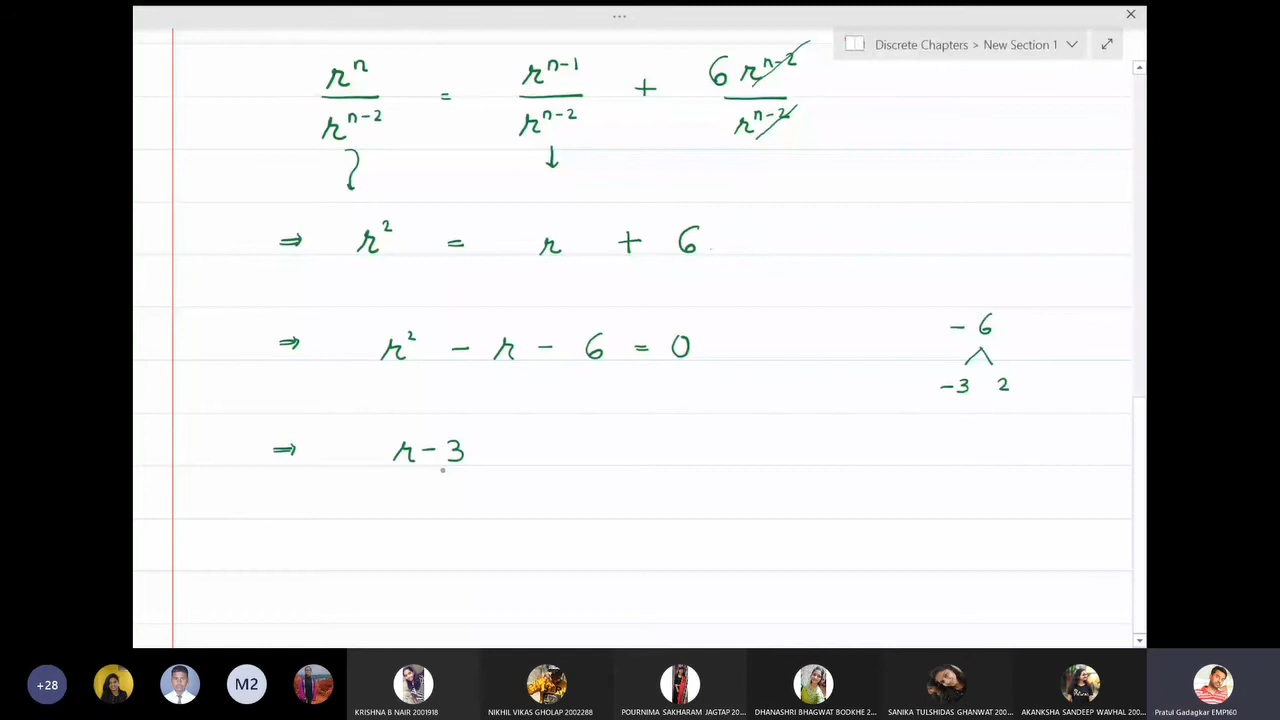 ...
Discrete Chapters > New Section 1
r^n / r^{n-2} = r^{n-1} / r^{n-2} + 6 r^{n-2} / r^{n-2}
⇒ r² = r + 6
⇒ r² - r - 6 = 0
- 6
-3 2
⇒ r - 3
+28
M2
KRISHNA B NAIR 2001918
NIKHIL VIKAS GHOLAP 2002288
POURNIMA SAKHARAM JAGTAP 200...
DHANASHRI BHAGWAT BODKHE 2...
SANIKA TULSHIDAS GHANWAT 200...
AKANKSHA SANDEEP WAVHAL 200...
Pratul Gadagkar EMP160